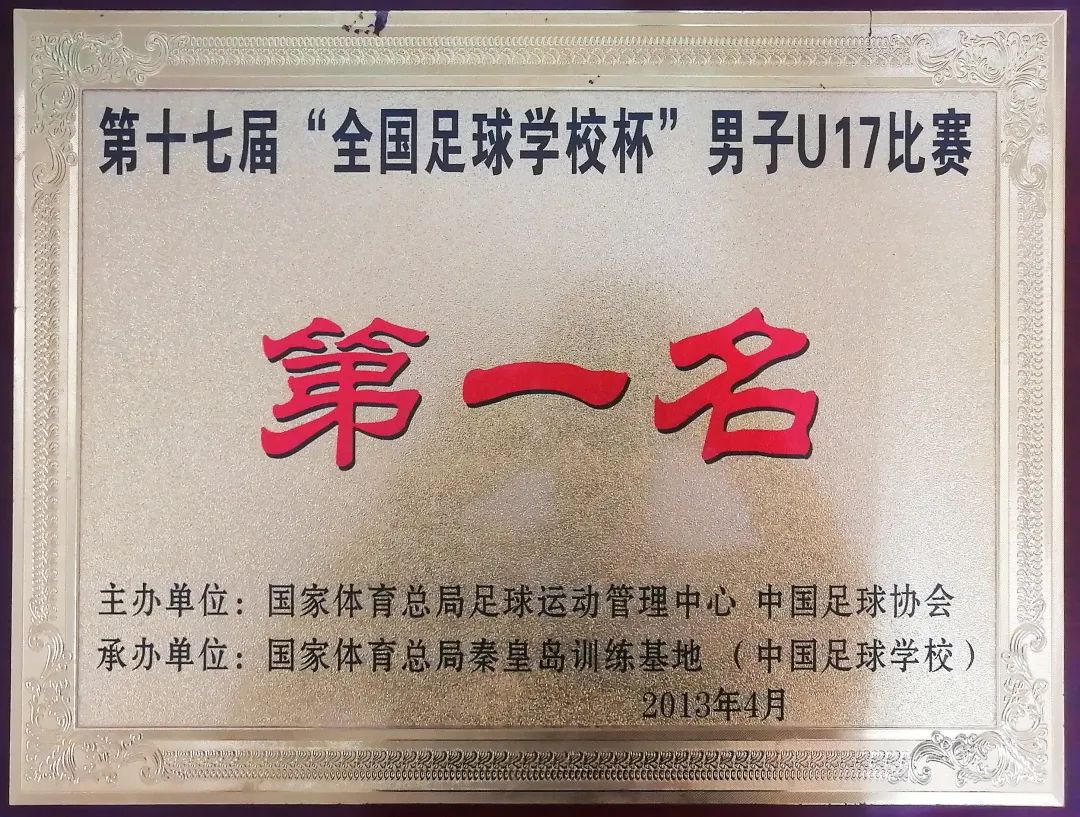 第十七届“全国足球学校杯”男子U17比赛
第一名
主办单位：国家体育总局足球运动管理中心 中国足球协会
承办单位：国家体育总局秦皇岛训练基地（中国足球学校）
2013年4月